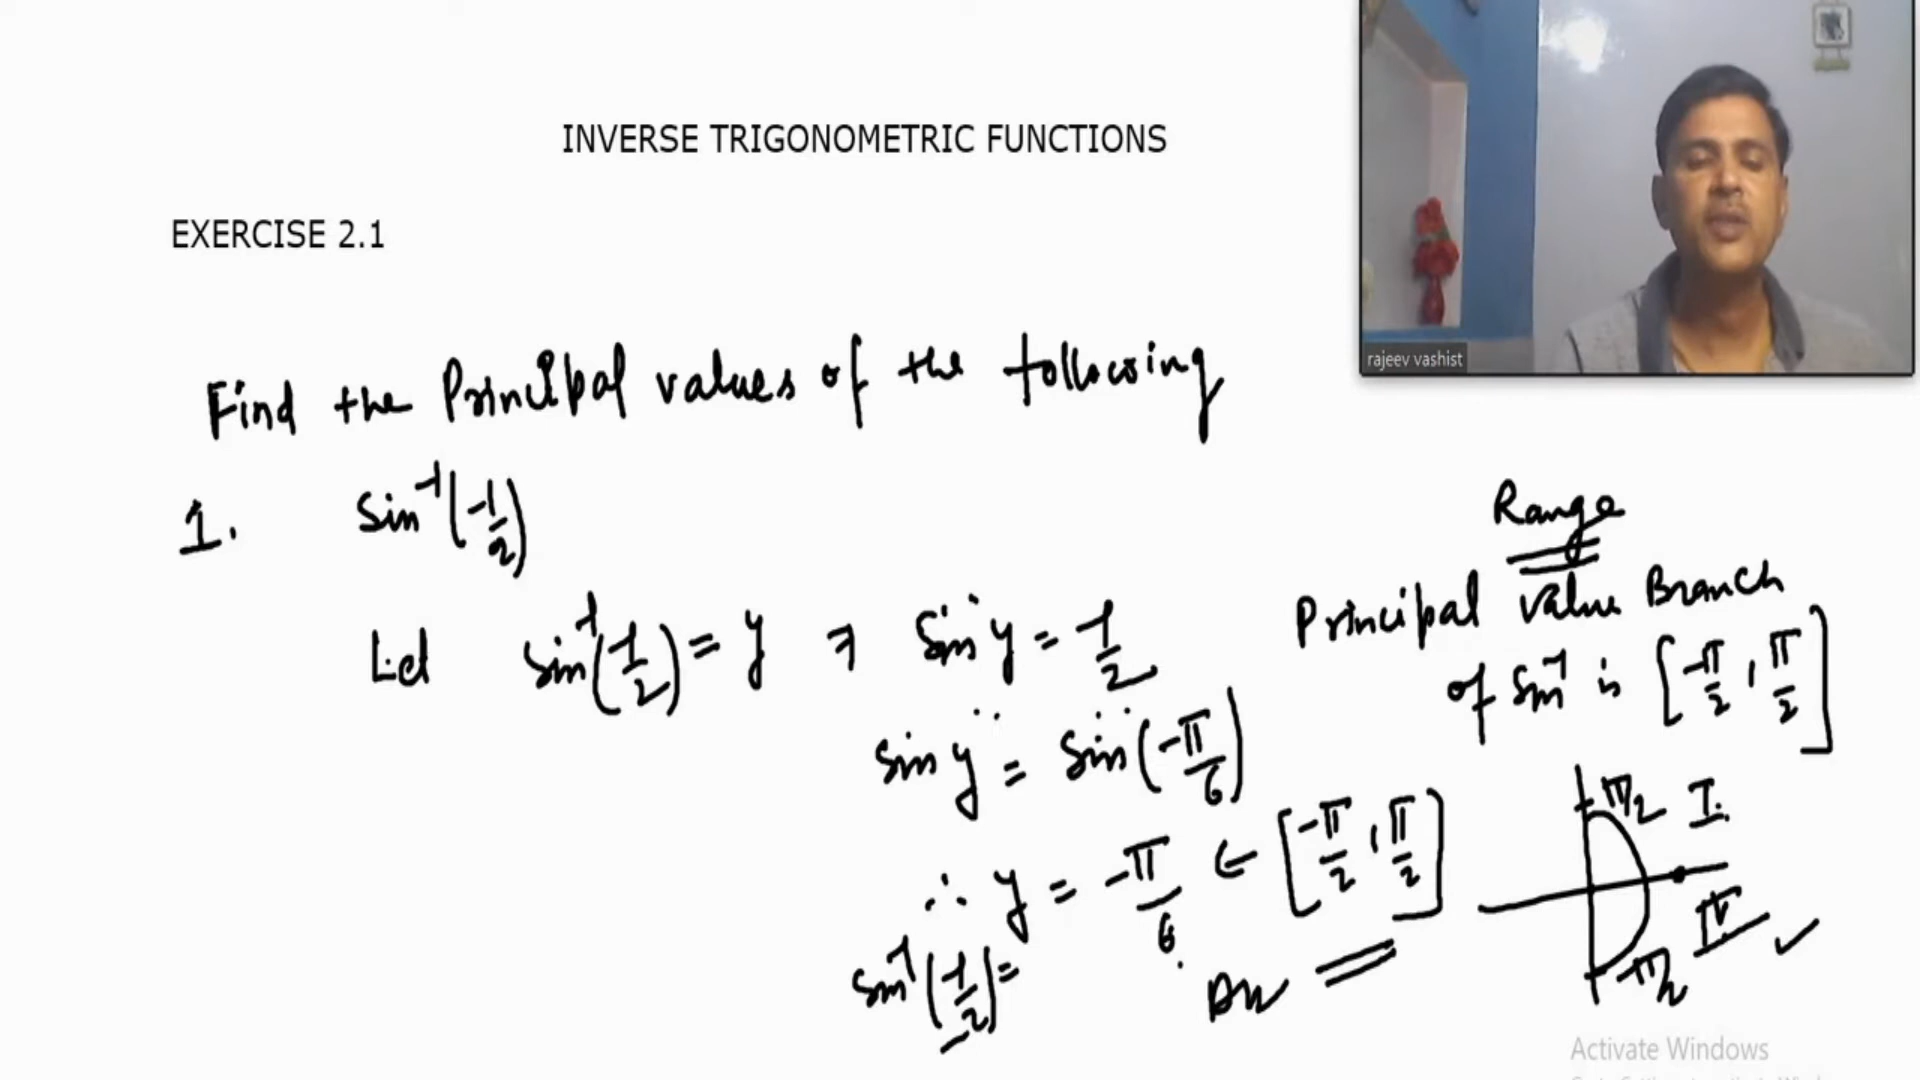 INVERSE TRIGONOMETRIC FUNCTIONS
EXERCISE 2.1
rajeev vashist
Find the Principal values of the following
1. Sin⁻¹(-1/2)
Let sin⁻¹(-1/2) = y ⇒ Sin y = -1/2
sin y = sin(-π/6)
∴ y = -π/6 ∈ [-π/2, π/2]
sin⁻¹(-1/2) =
Range
Principal value Branch
of Sin⁻¹ is [-π/2, π/2]
π/2 I
IV
-π/2
Activate Windows